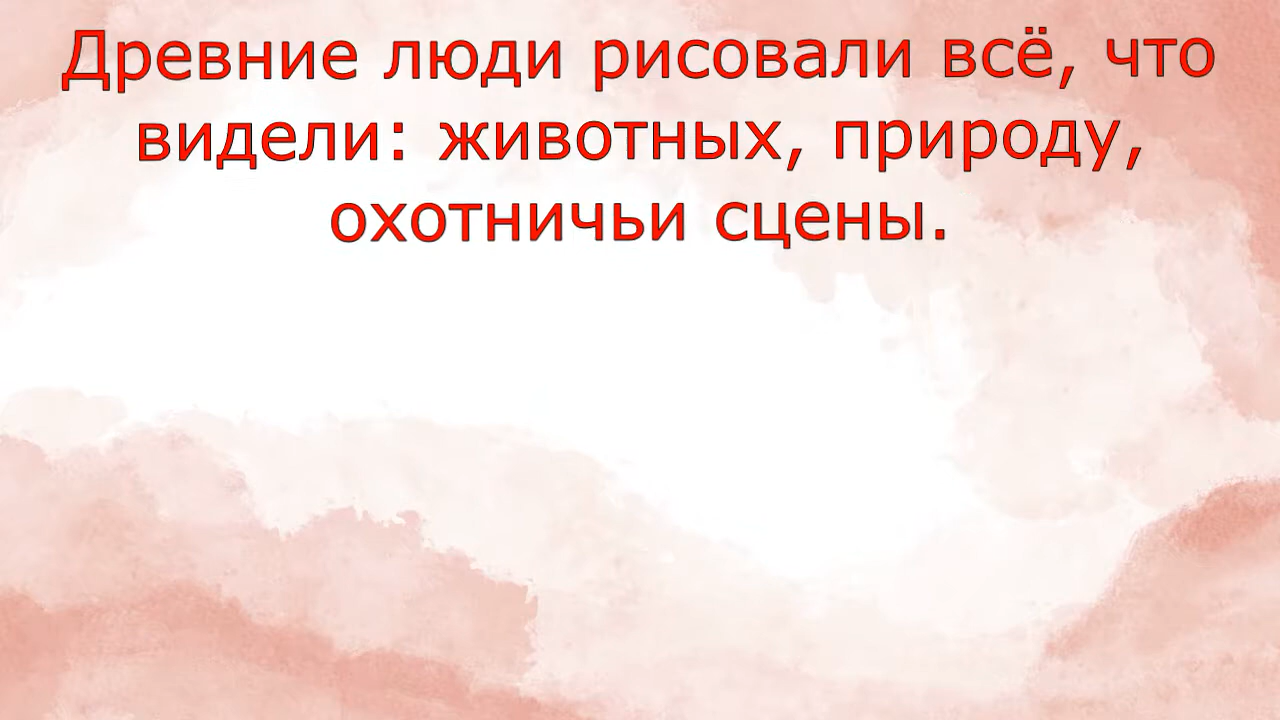 Древние люди рисовали всё, что
видели: животных, природу,
охотничьи сцены.